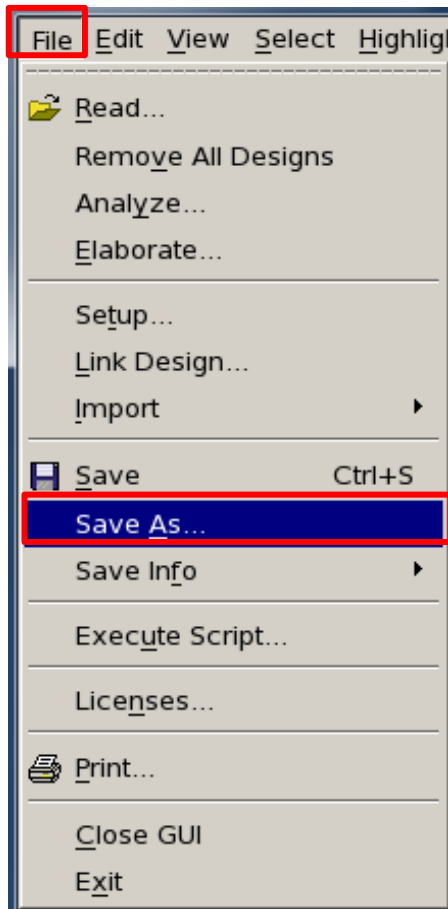 File Edit View Select Highlig
Read...
Remove All Designs
Analyze...
Elaborate...
Setup...
Link Design...
Import
Save Ctrl+S
Save As...
Save Info
Execute Script...
Licenses...
Print...
Close GUI
Exit